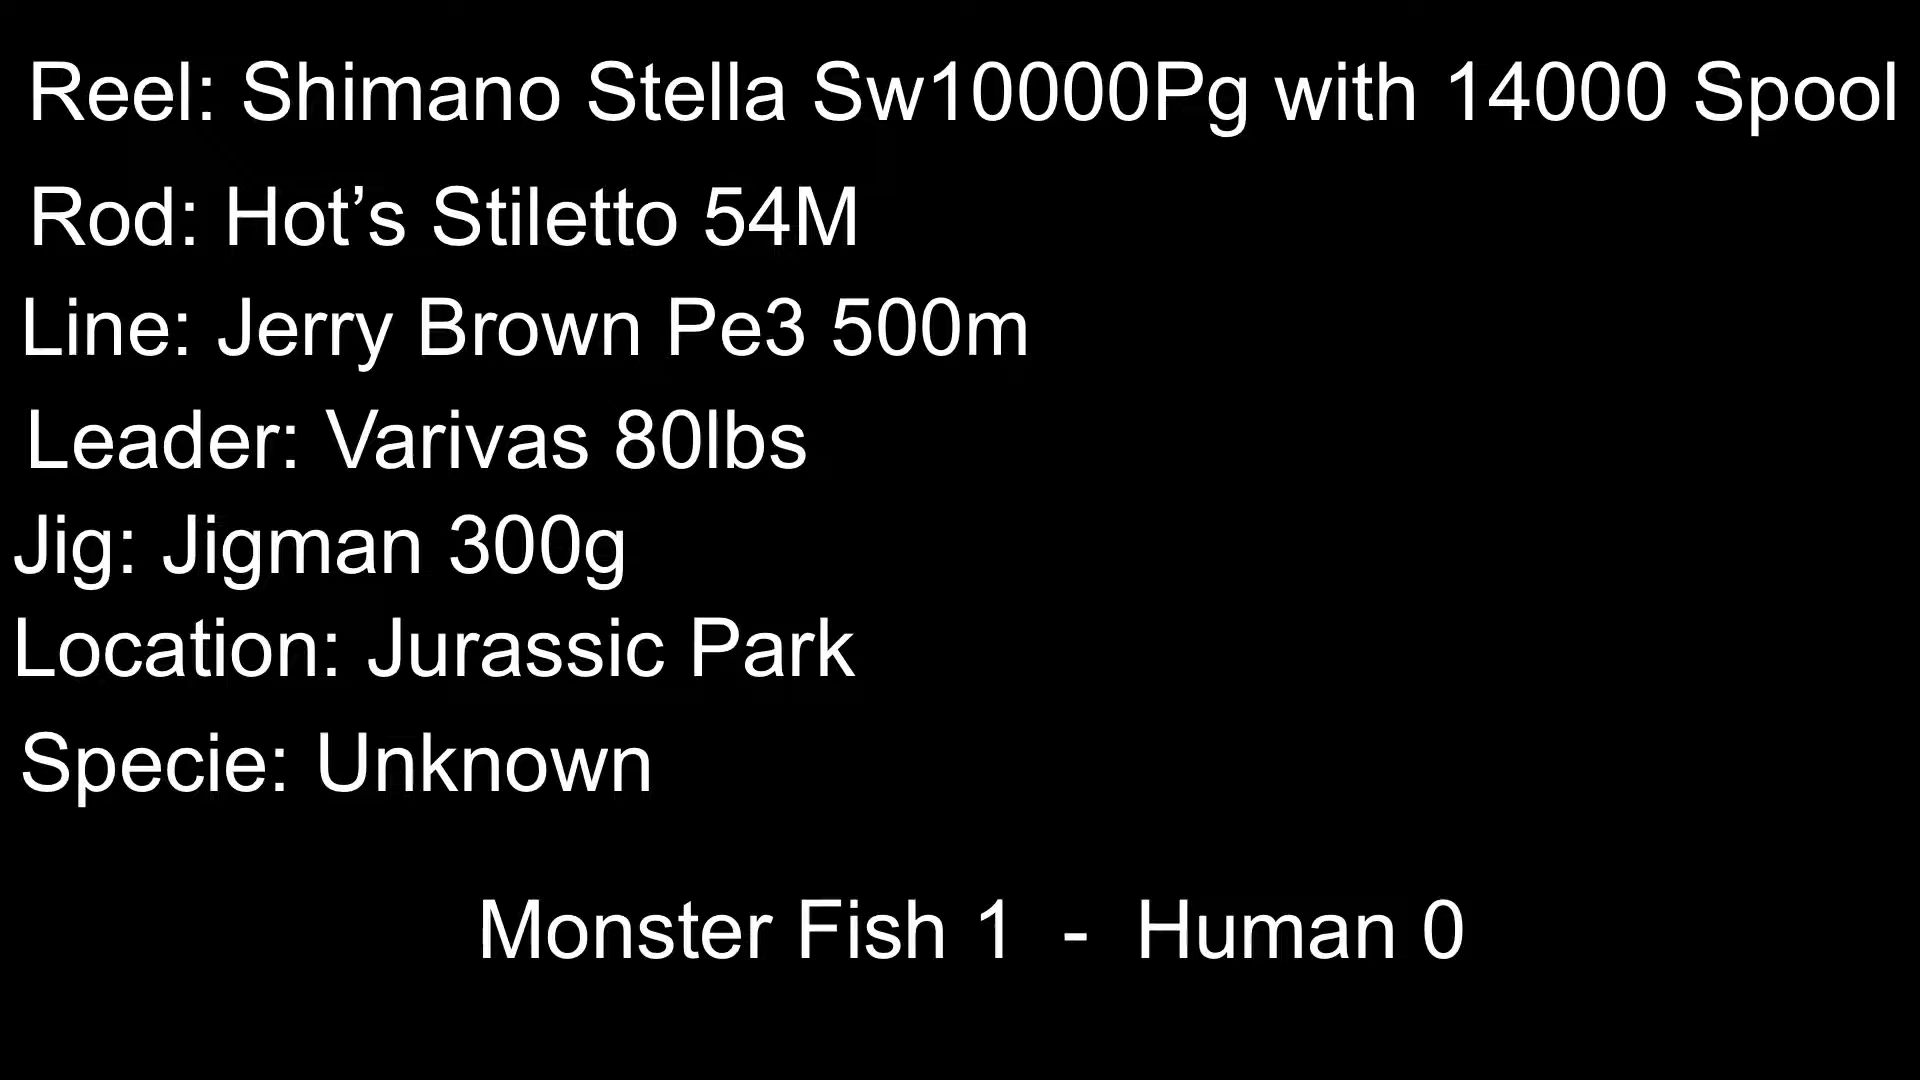 Reel: Shimano Stella Sw10000Pg with 14000 Spool
Rod: Hot’s Stiletto 54M
Line: Jerry Brown Pe3 500m
Leader: Varivas 80lbs
Jig: Jigman 300g
Location: Jurassic Park
Specie: Unknown
Monster Fish 1 - Human 0